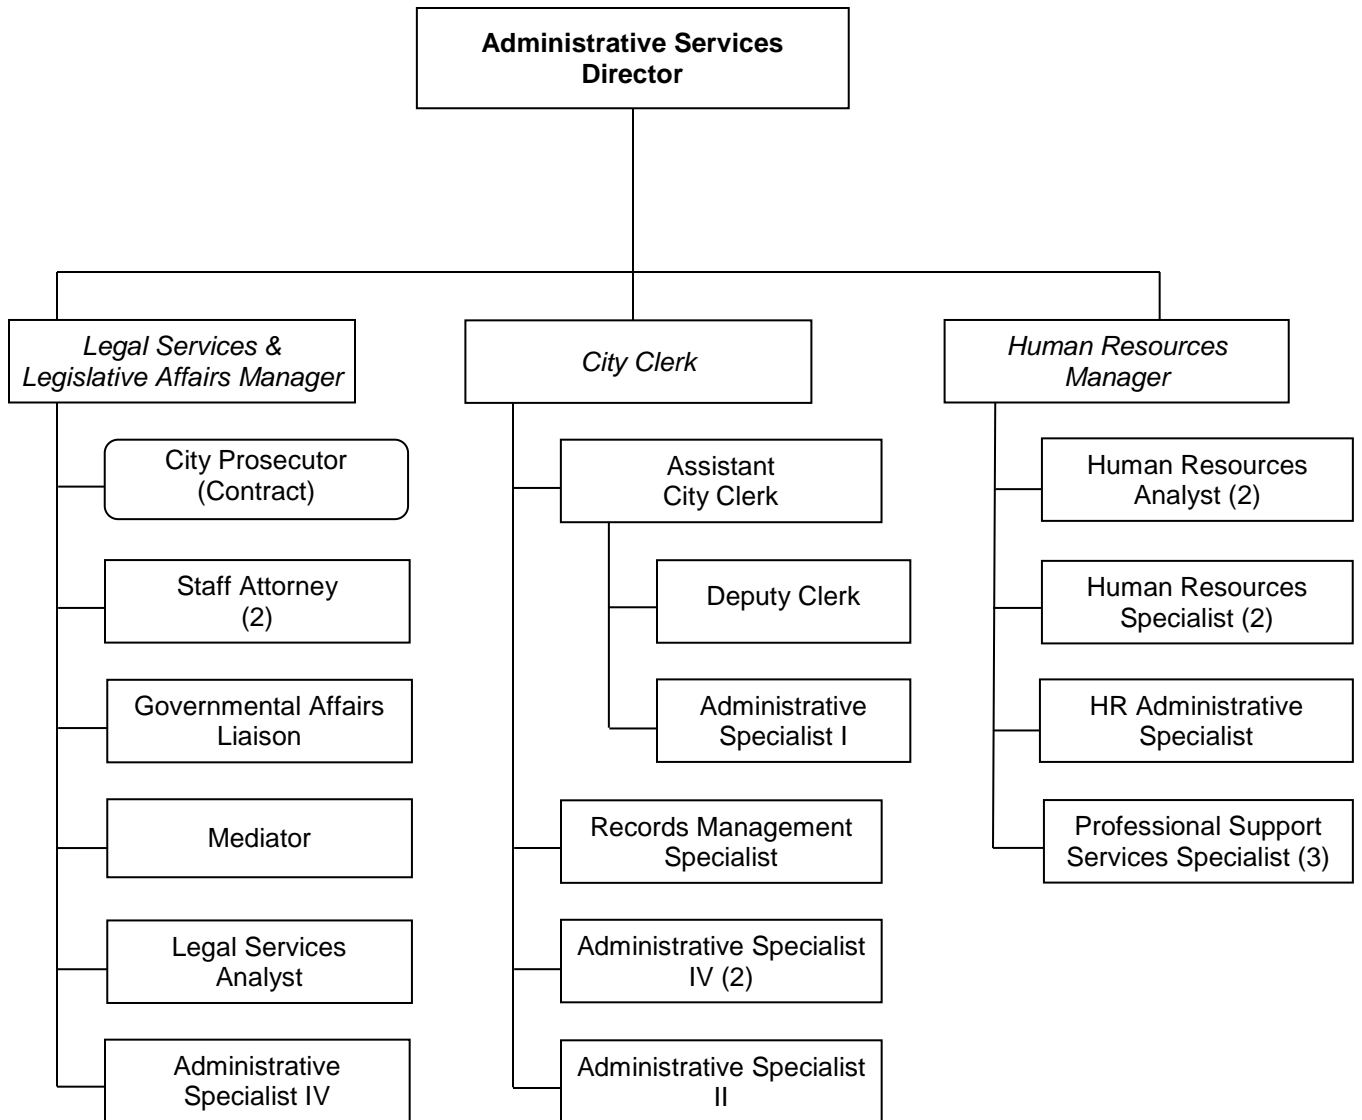 Administrative Services
Director
Legal Services &
Legislative Affairs Manager
City Prosecutor
(Contract)
Staff Attorney
(2)
Governmental Affairs
Liaison
Mediator
Legal Services
Analyst
Administrative
Specialist IV
City Clerk
Assistant
City Clerk
Deputy Clerk
Administrative
Specialist I
Records Management
Specialist
Administrative Specialist
IV (2)
Administrative Specialist
II
Human Resources
Manager
Human Resources
Analyst (2)
Human Resources
Specialist (2)
HR Administrative
Specialist
Professional Support
Services Specialist (3)